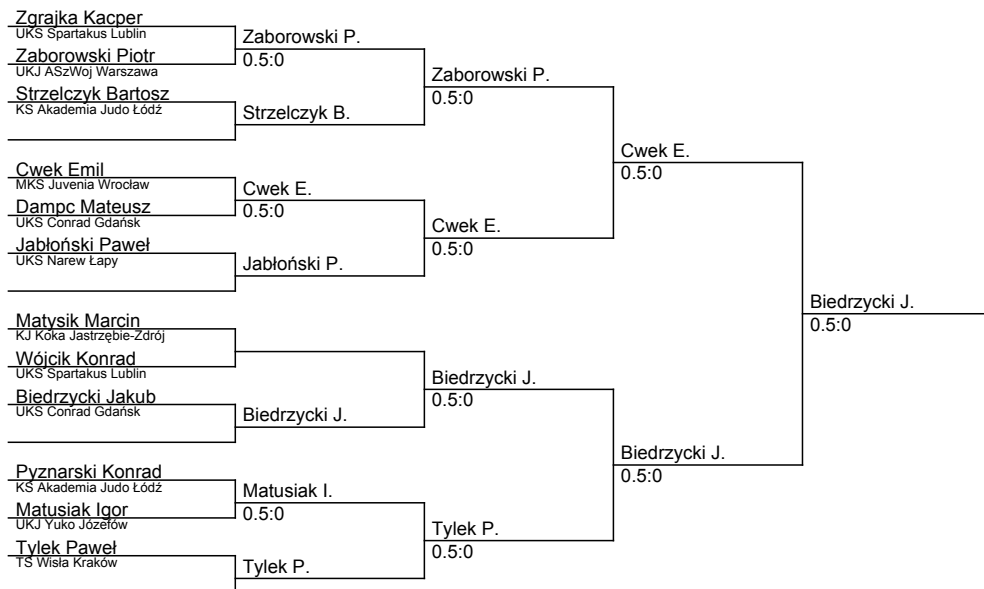 Zgrajka Kacper
UKS Spartakus Lublin
Zaborowski P.
0.5:0
Zaborowski Piotr
UKJ ASzWoj Warszawa
Zaborowski P.
0.5:0
Strzelczyk Bartosz
KS Akademia Judo Łódź
Strzelczyk B.
Cwek E.
0.5:0
Cwek Emil
MKS Juvenia Wrocław
Cwek E.
0.5:0
Dampc Mateusz
UKS Conrad Gdańsk
Cwek E.
0.5:0
Jabłoński Paweł
UKS Narew Łapy
Jabłoński P.
Biedrzycki J.
0.5:0
Matysik Marcin
KJ Koka Jastrzębie-Zdrój
Wójcik Konrad
UKS Spartakus Lublin
Biedrzycki J.
0.5:0
Biedrzycki Jakub
UKS Conrad Gdańsk
Biedrzycki J.
Biedrzycki J.
0.5:0
Pyznarski Konrad
KS Akademia Judo Łódź
Matusiak I.
0.5:0
Matusiak Igor
UKJ Yuko Józefów
Tylek P.
0.5:0
Tylek Paweł
TS Wisła Kraków
Tylek P.